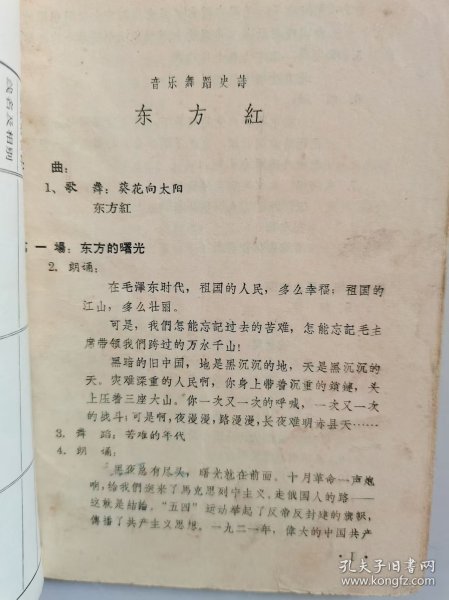 音乐舞蹈史詩
东方紅
曲:
1、歌 舞:葵花向太阳
东方紅
一場:东方的曙光
2. 朗誦:
在毛澤东时代,祖国的人民,多么幸福;祖国的
江山,多么壮丽。
可是,我們怎能忘記过去的苦难,怎能忘記毛主
席带領我們跨过的万水千山!
黑暗的旧中国,地是黑沉沉的地,天是黑沉沉的
天。灾难深重的人民啊,你身上带着沉重的鎖鏈,头
上压着三座大山。你一次又一次的呼喊,一次又一次
的战斗;可是啊,夜漫漫,路漫漫,长夜难明赤县天……
3. 舞 蹈:苦难的年代
4. 朗 誦:
黑夜总有尽头,曙光就在前面。十月革命一声炮
响,給我們送来了馬克思列宁主义。走俄国人的路——
这就是結論。“五四”运动举起了反帝反封建的旗帜,
傳播了共产主义思想。一九二一年,偉大的中国共产
·1·
孔夫子旧书网
kongfz.com